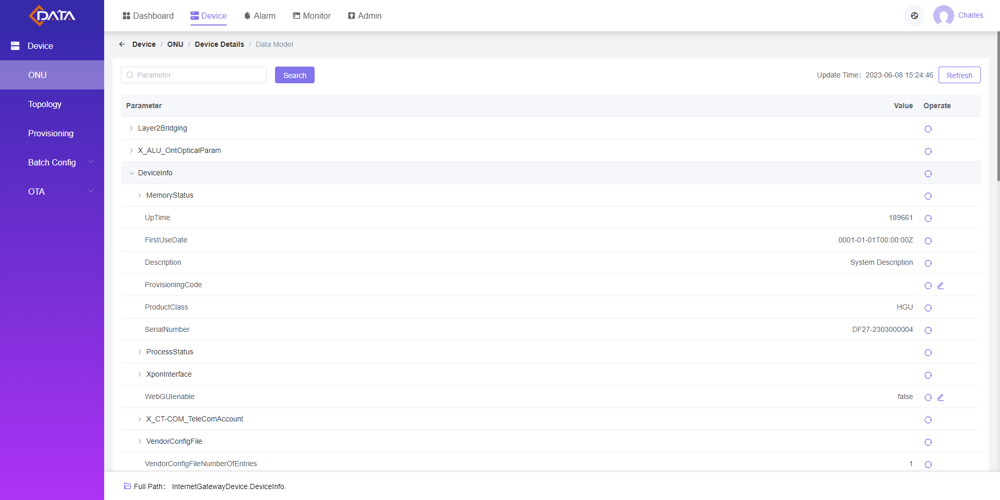 DATA
Dashboard
Device
Alarm
Monitor
Admin
Charles
Device
ONU
Topology
Provisioning
Batch Config
OTA
Device / ONU / Device Details / Data Model
Parameter
Search
Update Time: 2023-06-08 15:24:46
Refresh
Parameter Value Operate
Layer2Bridging
X_ALU_OntOpticalParam
DeviceInfo
MemoryStatus
UpTime 189661
FirstUseDate 0001-01-01T00:00:00Z
Description System Description
ProvisioningCode
ProductClass HGU
SerialNumber DF27-2303000004
ProcessStatus
XponInterface
WebGUIenable false
X_CT-COM_TeleComAccount
VendorConfigFile
VendorConfigFileNumberOfEntries 1
Full Path: InternetGatewayDevice.DeviceInfo.